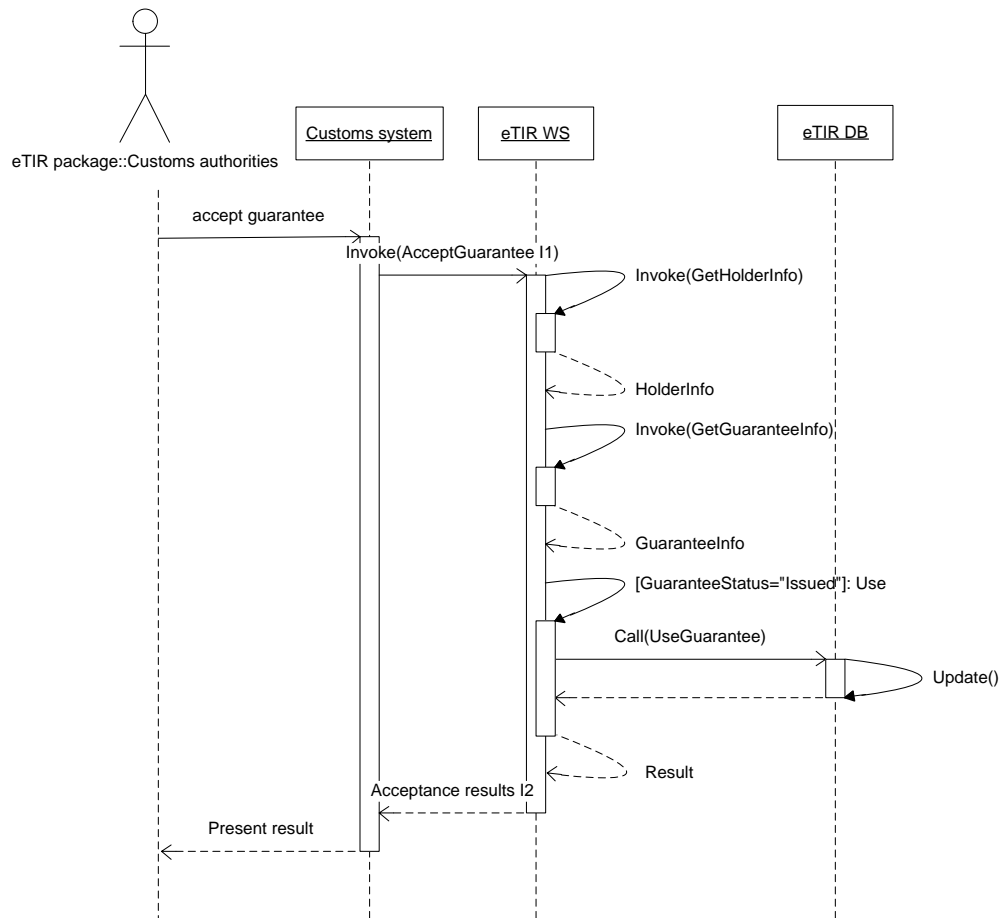 Customs system
eTIR WS
eTIR DB
eTIR package::Customs authorities
accept guarantee
Invoke(AcceptGuarantee I1)
Invoke(GetHolderInfo)
HolderInfo
Invoke(GetGuaranteeInfo)
GuaranteeInfo
[GuaranteeStatus="Issued"]: Use
Call(UseGuarantee)
Update()
Result
Acceptance results I2
Present result